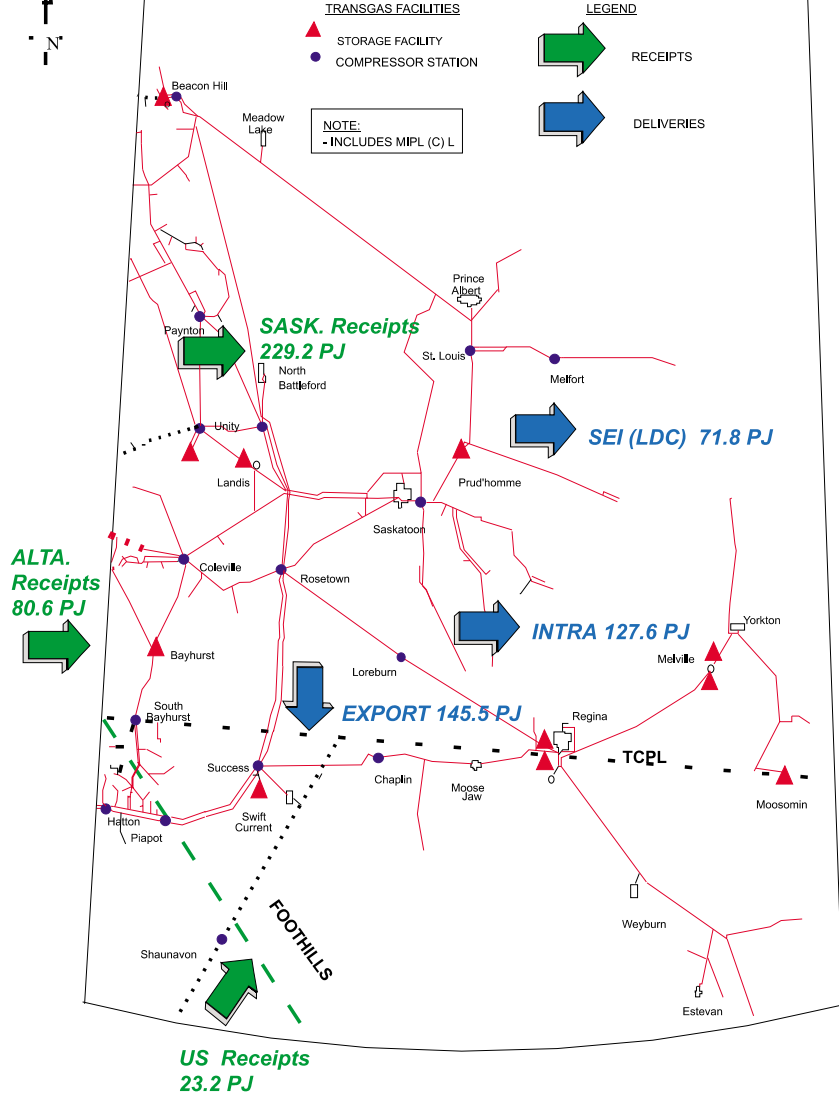 TRANSGAS FACILITIES
LEGEND
STORAGE FACILITY
COMPRESSOR STATION
RECEIPTS
DELIVERIES
NOTE:
- INCLUDES MIPL (C) L
N
Beacon Hill
Meadow
Lake
Prince
Albert
Paynton
SASK. Receipts
229.2 PJ
St. Louis
Melfort
North
Battleford
Unity
SEI (LDC) 71.8 PJ
Landis
Prud'homme
Saskatoon
ALTA.
Receipts
80.6 PJ
Coleville
Rosetown
INTRA 127.6 PJ
Yorkton
Bayhurst
Loreburn
Melville
South
Bayhurst
EXPORT 145.5 PJ
Regina
TCPL
Success
Chaplin
Moose
Jaw
Moosomin
Hatton
Piapot
Swift
Current
FOOTHILLS
Weyburn
Shaunavon
Estevan
US Receipts
23.2 PJ